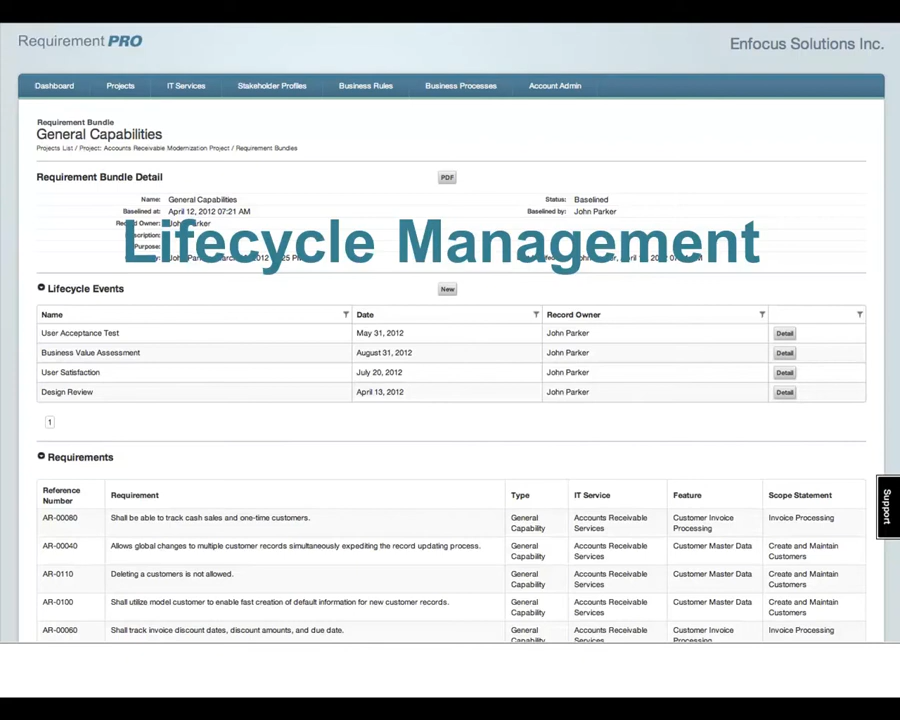 Requirement PRO
Enfocus Solutions Inc.
Dashboard Projects IT Services Stakeholder Profiles Business Rules Business Processes Account Admin
Requirement Bundle
General Capabilities
Projects List / Project: Accounts Receivable Modernization Project / Requirement Bundles
Requirement Bundle Detail PDF
Name: General Capabilities Status: Baselined
Baselined at: April 12, 2012 07:21 AM Baselined by: John Parker
Lifecycle Management
Purpose:
Lifecycle Events New
Name Date Record Owner
User Acceptance Test May 31, 2012 John Parker Detail
Business Value Assessment August 31, 2012 John Parker Detail
User Satisfaction July 20, 2012 John Parker Detail
Design Review April 13, 2012 John Parker Detail
1
Requirements
Reference Number Requirement Type IT Service Feature Scope Statement
AR-00080 Shall be able to track cash sales and one-time customers. General Capability Accounts Receivable Services Customer Invoice Processing Invoice Processing
AR-00040 Allows global changes to multiple customer records simultaneously expediting the record updating process. General Capability Accounts Receivable Services Customer Master Data Create and Maintain Customers
AR-0110 Deleting a customers is not allowed. General Capability Accounts Receivable Services Customer Master Data Create and Maintain Customers
AR-0100 Shall utilize model customer to enable fast creation of default information for new customer records. General Capability Accounts Receivable Services Customer Master Data Create and Maintain Customers
AR-00060 Shall track invoice discount dates, discount amounts, and due date. General Capability Accounts Receivable Services Customer Invoice Processing Invoice Processing
Support